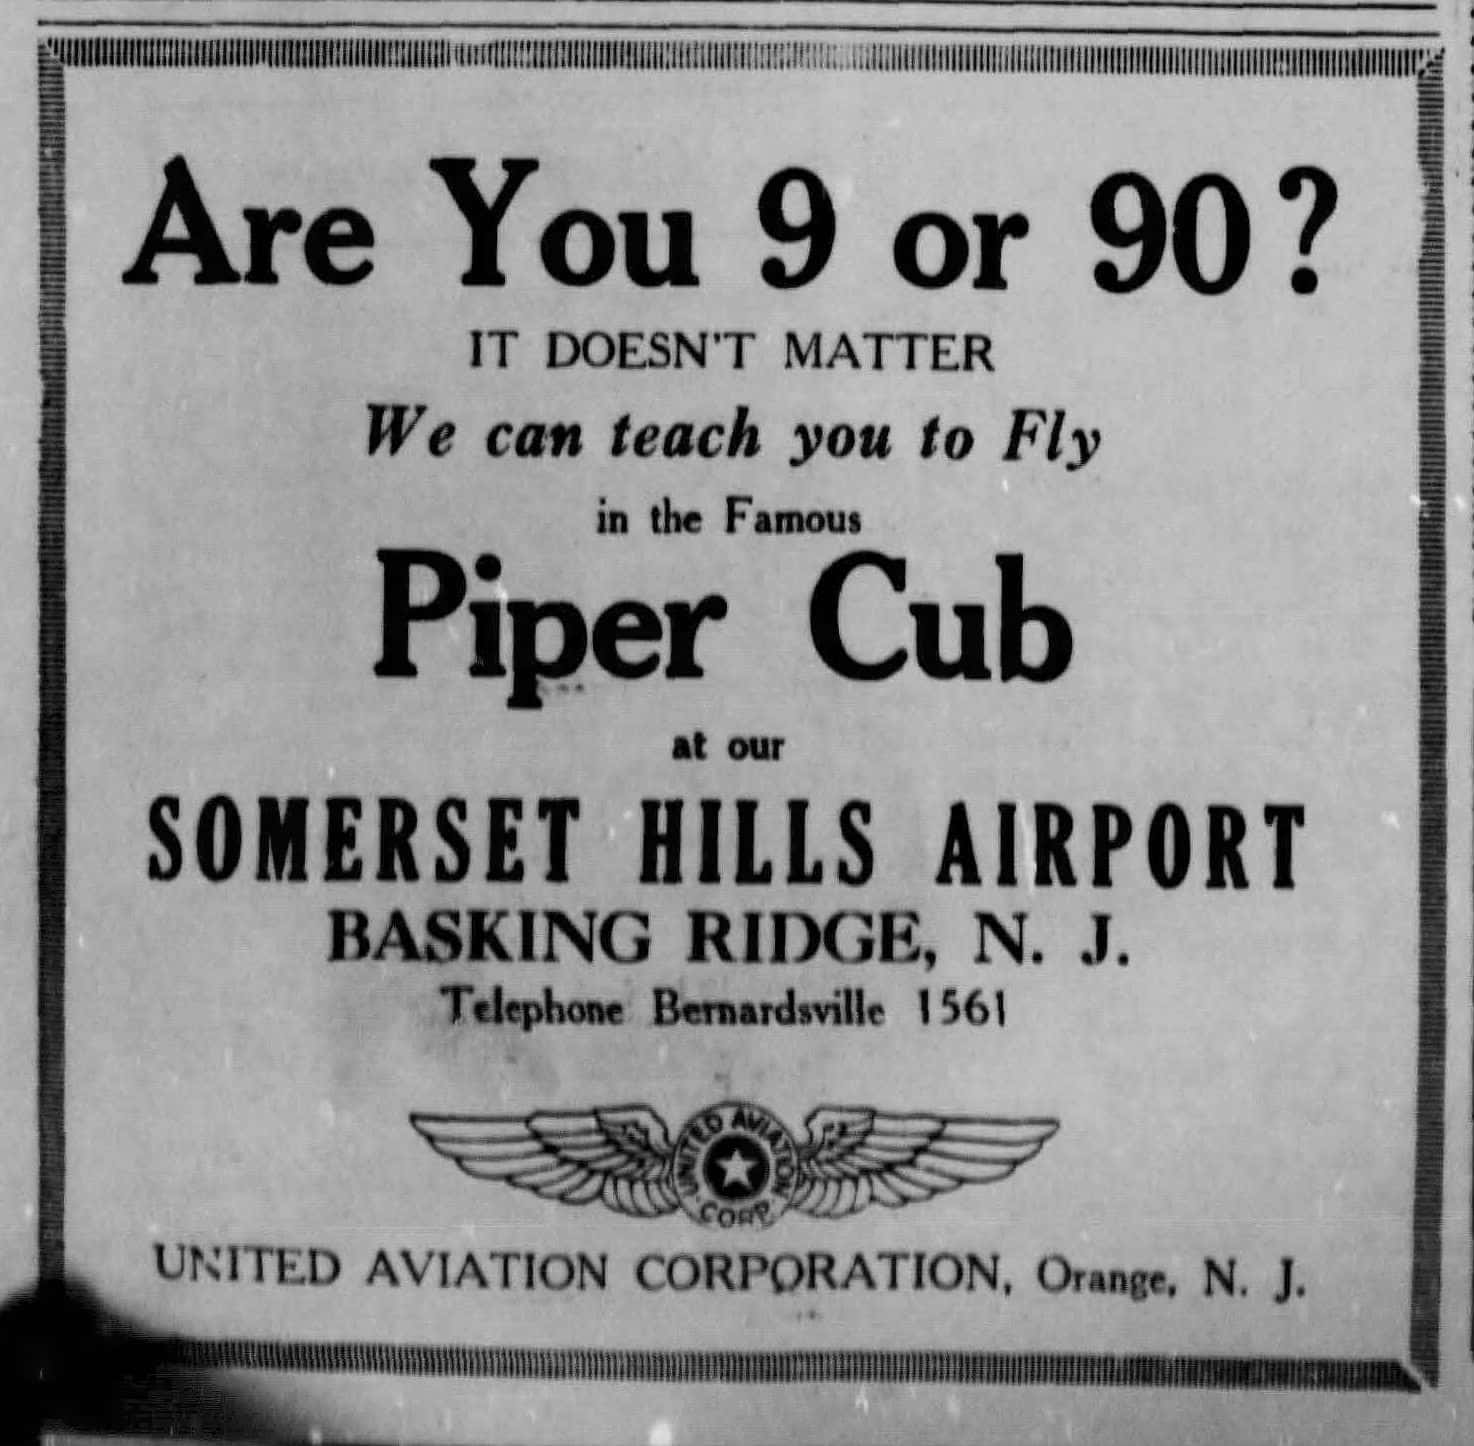 Are You 9 or 90?
IT DOESN'T MATTER
We can teach you to Fly
in the Famous
Piper Cub
at our
SOMERSET HILLS AIRPORT
BASKING RIDGE, N. J.
Telephone Bernardsville 1561
UNITED AVIATION
CORP.
UNITED AVIATION CORPORATION, Orange, N. J.